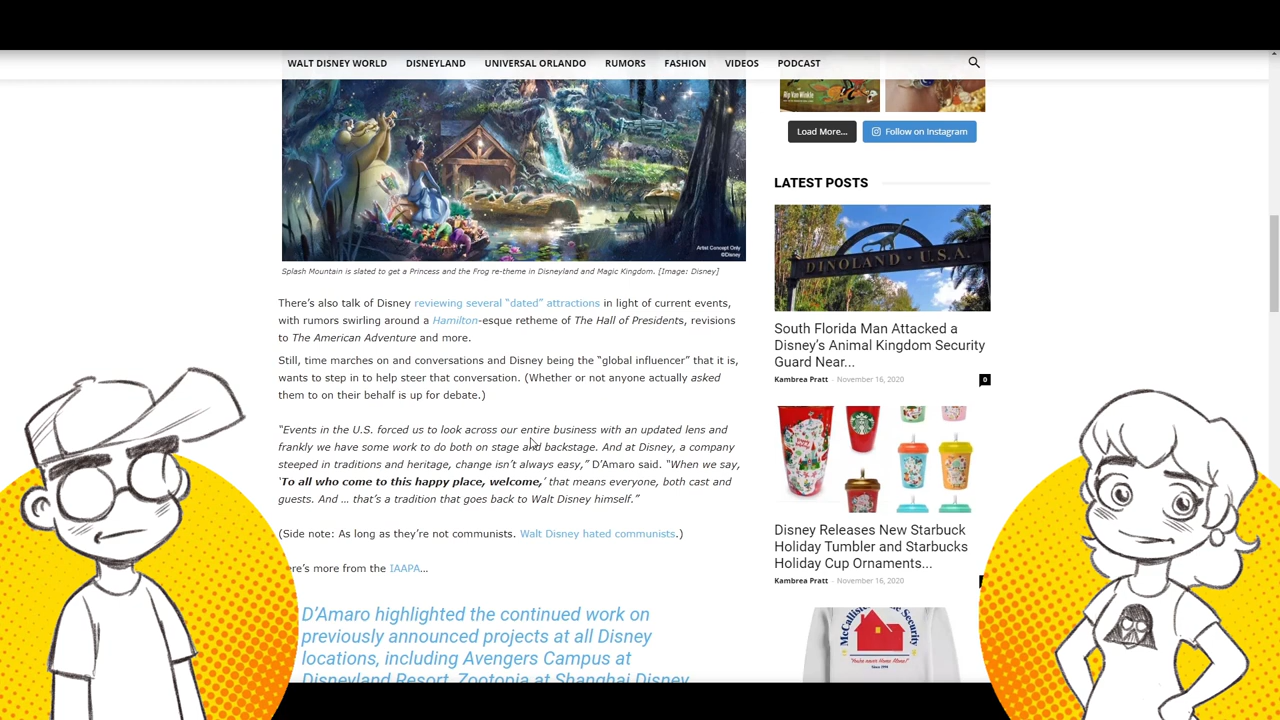 WALT DISNEY WORLD
DISNEYLAND
UNIVERSAL ORLANDO
RUMORS
FASHION
VIDEOS
PODCAST
Artist Concept Only
©Disney
Splash Mountain is slated to get a Princess and the Frog re-theme in Disneyland and Magic Kingdom. [Image: Disney]
There's also talk of Disney reviewing several “dated” attractions in light of current events,
with rumors swirling around a Hamilton-esque retheme of The Hall of Presidents, revisions
to The American Adventure and more.
Still, time marches on and conversations and Disney being the “global influencer” that it is,
wants to step in to help steer that conversation. (Whether or not anyone actually asked
them to on their behalf is up for debate.)
“Events in the U.S. forced us to look across our entire business with an updated lens and
frankly we have some work to do both on stage and backstage. And at Disney, a company
steeped in traditions and heritage, change isn't always easy,” D'Amaro said. “When we say,
‘To all who come to this happy place, welcome,’ that means everyone, both cast and
guests. And … that's a tradition that goes back to Walt Disney himself.”
(Side note: As long as they're not communists. Walt Disney hated communists.)
ere's more from the IAAPA…
D'Amaro highlighted the continued work on
previously announced projects at all Disney
locations, including Avengers Campus at
Disneyland Resort, Zootopia at Shanghai Disney
Rip Van Winkle
Load More...
Follow on Instagram
LATEST POSTS
DINOLAND · U.S.A.
South Florida Man Attacked a
Disney's Animal Kingdom Security
Guard Near...
Kambrea Pratt - November 16, 2020
0
Disney Releases New Starbuck
Holiday Tumbler and Starbucks
Holiday Cup Ornaments...
Kambrea Pratt - November 16, 2020